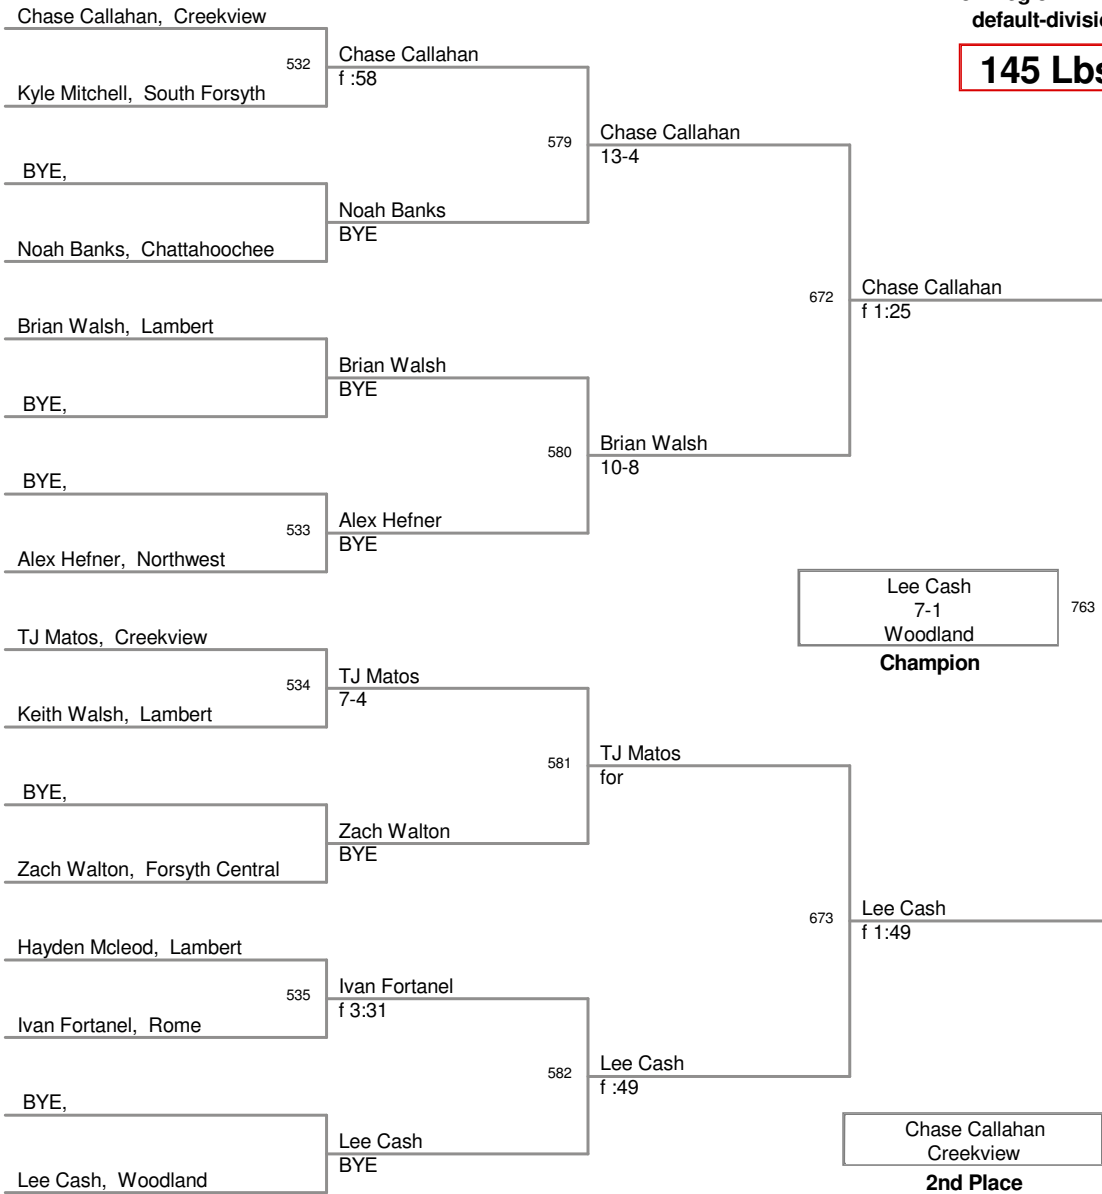 default-divisi
145 Lbs
Chase Callahan, Creekview
532
Chase Callahan
f :58
Kyle Mitchell, South Forsyth
579
Chase Callahan
13-4
BYE,
Noah Banks
BYE
Noah Banks, Chattahoochee
672
Chase Callahan
f 1:25
Brian Walsh, Lambert
Brian Walsh
BYE
BYE,
580
Brian Walsh
10-8
BYE,
533
Alex Hefner
BYE
Alex Hefner, Northwest
Lee Cash
7-1
Woodland
763
Champion
TJ Matos, Creekview
534
TJ Matos
7-4
Keith Walsh, Lambert
581
TJ Matos
for
BYE,
Zach Walton
BYE
Zach Walton, Forsyth Central
673
Lee Cash
f 1:49
Hayden Mcleod, Lambert
535
Ivan Fortanel
f 3:31
Ivan Fortanel, Rome
582
Lee Cash
f :49
BYE,
Lee Cash
BYE
Lee Cash, Woodland
Chase Callahan
Creekview
2nd Place